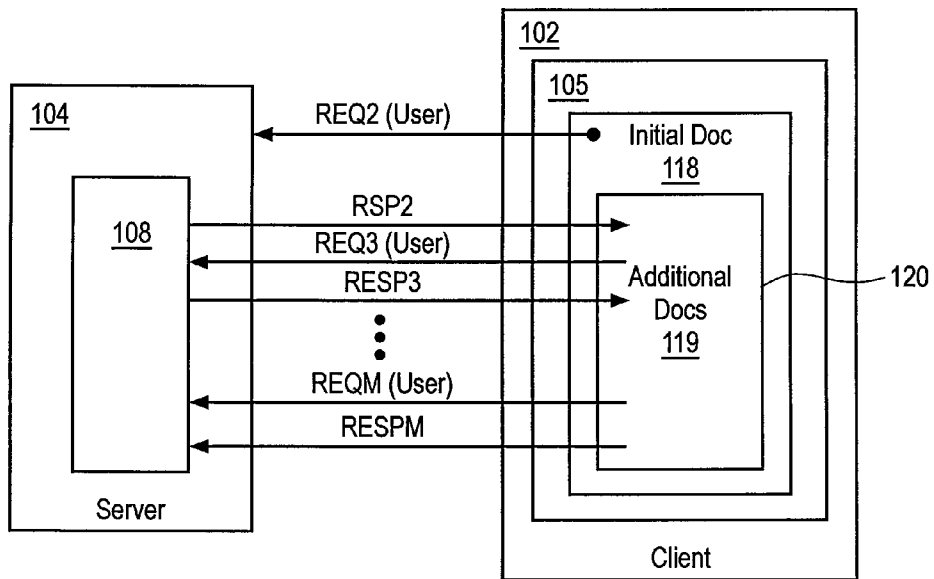 102
105
104
REQ2 (User)
Initial Doc
118
RSP2
108
REQ3 (User)
RESP3
Additional
Docs
119
120
REQM (User)
RESPM
Server
Client